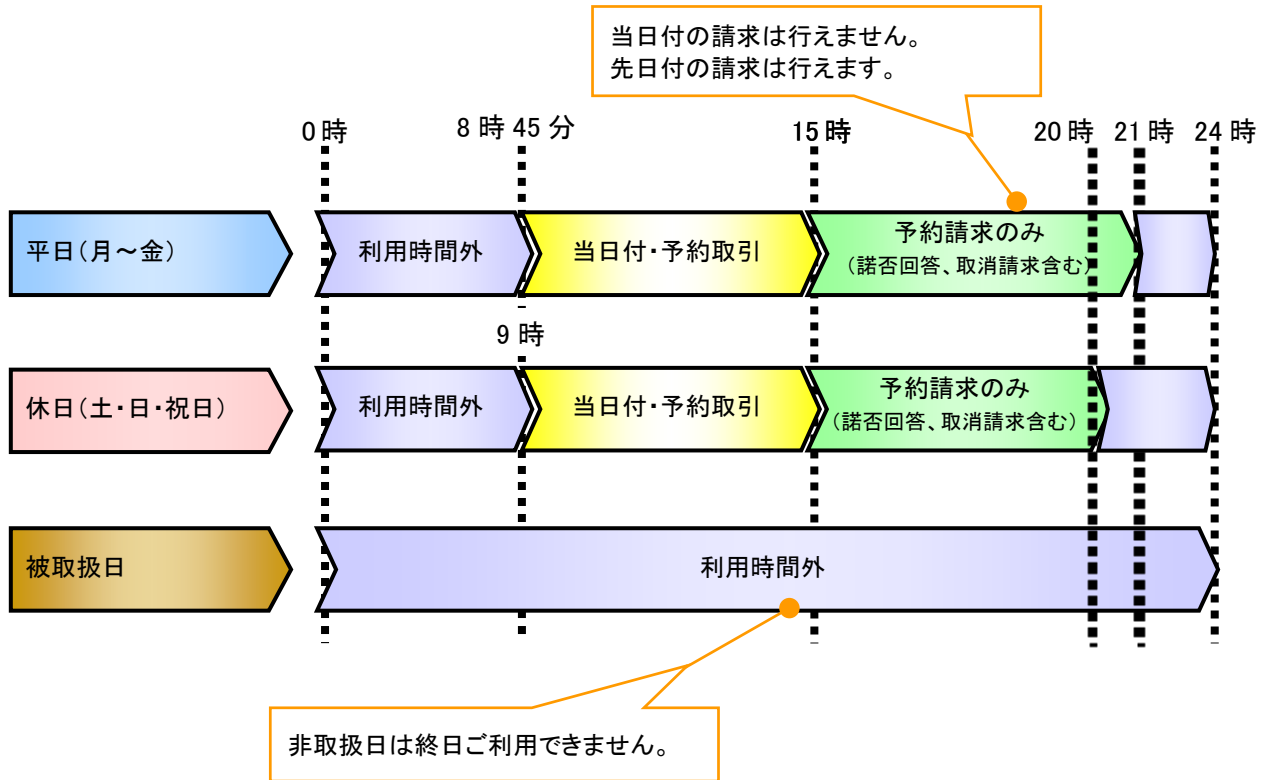 当日付の請求は行えません。
先日付の請求は行えます。
0時
8時45分
15時
20時
21時
24時
平日(月~金)
利用時間外
当日付・予約取引
予約請求のみ
(諾否回答、取消請求含む)
9時
休日(土・日・祝日)
利用時間外
当日付・予約取引
予約請求のみ
(諾否回答、取消請求含む)
被取扱日
利用時間外
非取扱日は終日ご利用できません。